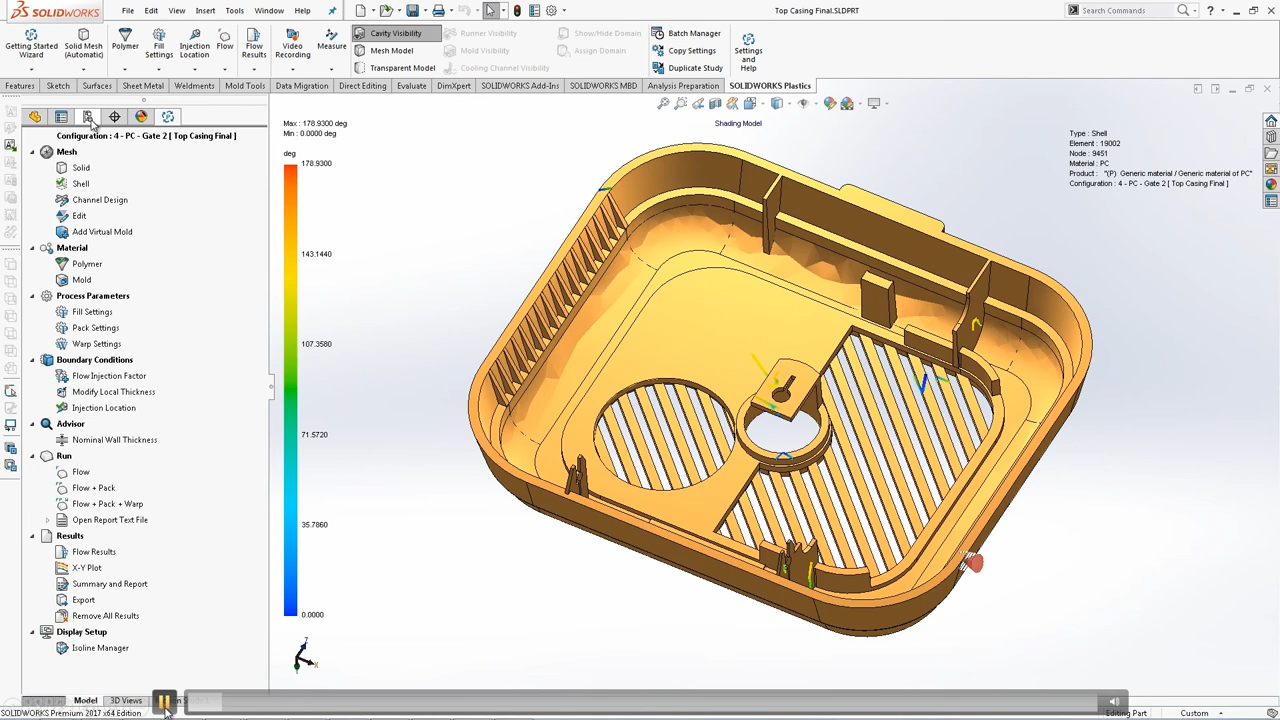 SOLIDWORKS
File Edit View Insert Tools Window Help
Top Casing Final.SLDPRT
Search Commands
Getting Started Wizard
Solid Mesh (Automatic)
Polymer
Fill Settings
Injection Location
Flow
Flow Results
Video Recording
Measure
Cavity Visibility
Mesh Model
Transparent Model
Runner Visibility
Mold Visibility
Cooling Channel Visibility
Show/Hide Domain
Assign Domain
Batch Manager
Copy Settings
Duplicate Study
Settings and Help
Features Sketch Surfaces Sheet Metal Weldments Mold Tools Data Migration Direct Editing Evaluate DimXpert SOLIDWORKS Add-Ins SOLIDWORKS MBD Analysis Preparation SOLIDWORKS Plastics
Configuration : 4 - PC - Gate 2 [ Top Casing Final ]
Mesh
Solid
Shell
Channel Design
Edit
Add Virtual Mold
Material
Polymer
Mold
Process Parameters
Fill Settings
Pack Settings
Warp Settings
Boundary Conditions
Flow Injection Factor
Modify Local Thickness
Injection Location
Advisor
Nominal Wall Thickness
Run
Flow
Flow + Pack
Flow + Pack + Warp
Open Report Text File
Results
Flow Results
X-Y Plot
Summary and Report
Export
Remove All Results
Display Setup
Isoline Manager
Max : 178.9300 deg
Min : 0.0000 deg
deg
178.9300
143.1440
107.3580
71.5720
35.7860
0.0000
Z
X
Shading Model
Type : Shell
Element : 19002
Node : 9451
Material : PC
Product : "(P) Generic material / Generic material of PC"
Configuration : 4 - PC - Gate 2 [ Top Casing Final ]
Model 3D Views
SOLIDWORKS Premium 2017 x64 Edition
Editing Part
Custom